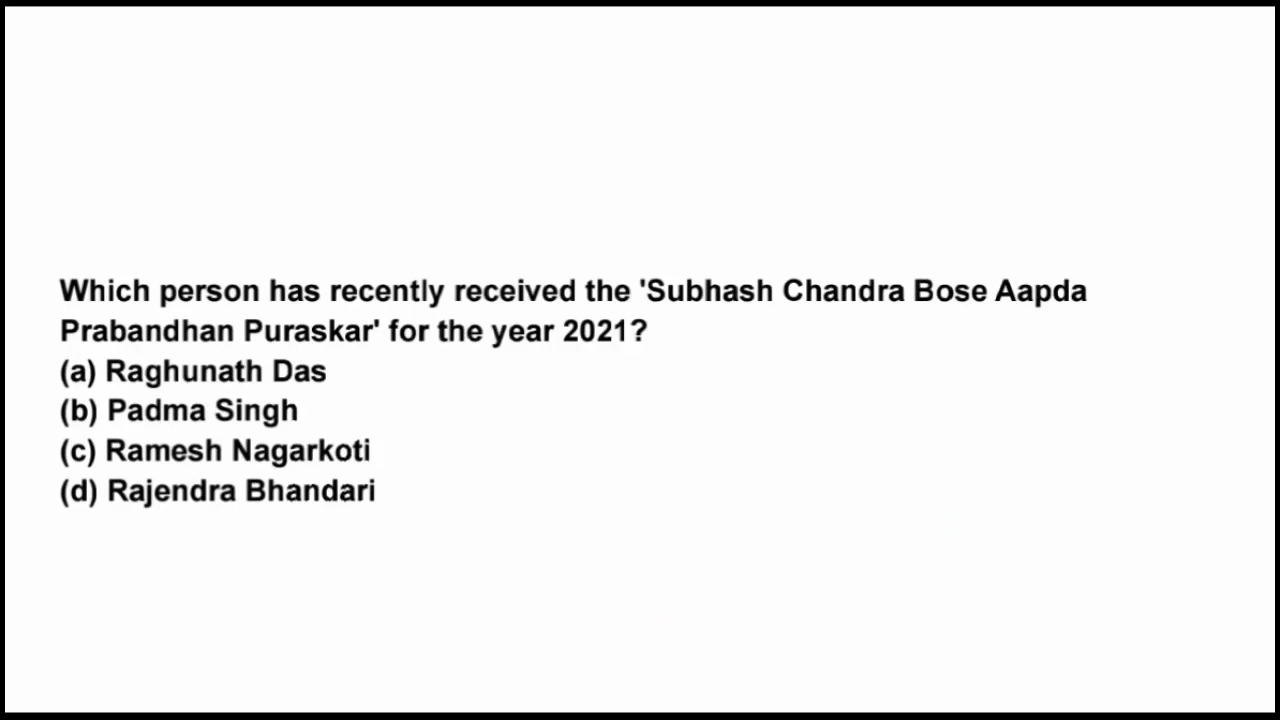 Which person has recently received the 'Subhash Chandra Bose Aapda
Prabandhan Puraskar' for the year 2021?
(a) Raghunath Das
(b) Padma Singh
(c) Ramesh Nagarkoti
(d) Rajendra Bhandari